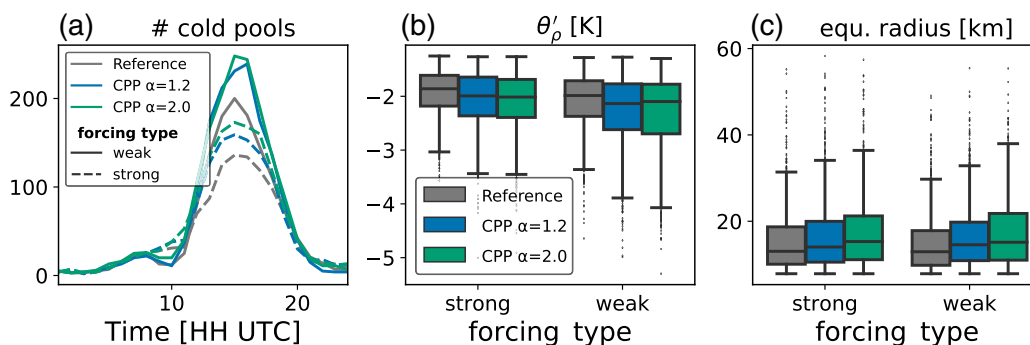 (a)
# cold pools
Reference
CPP α=1.2
CPP α=2.0
forcing type
weak
strong
200
100
0
10
20
Time [HH UTC]
(b)
θ′ρ [K]
−2
−3
−4
−5
Reference
CPP α=1.2
CPP α=2.0
strong
weak
forcing type
(c)
equ. radius [km]
60
40
20
strong
weak
forcing type